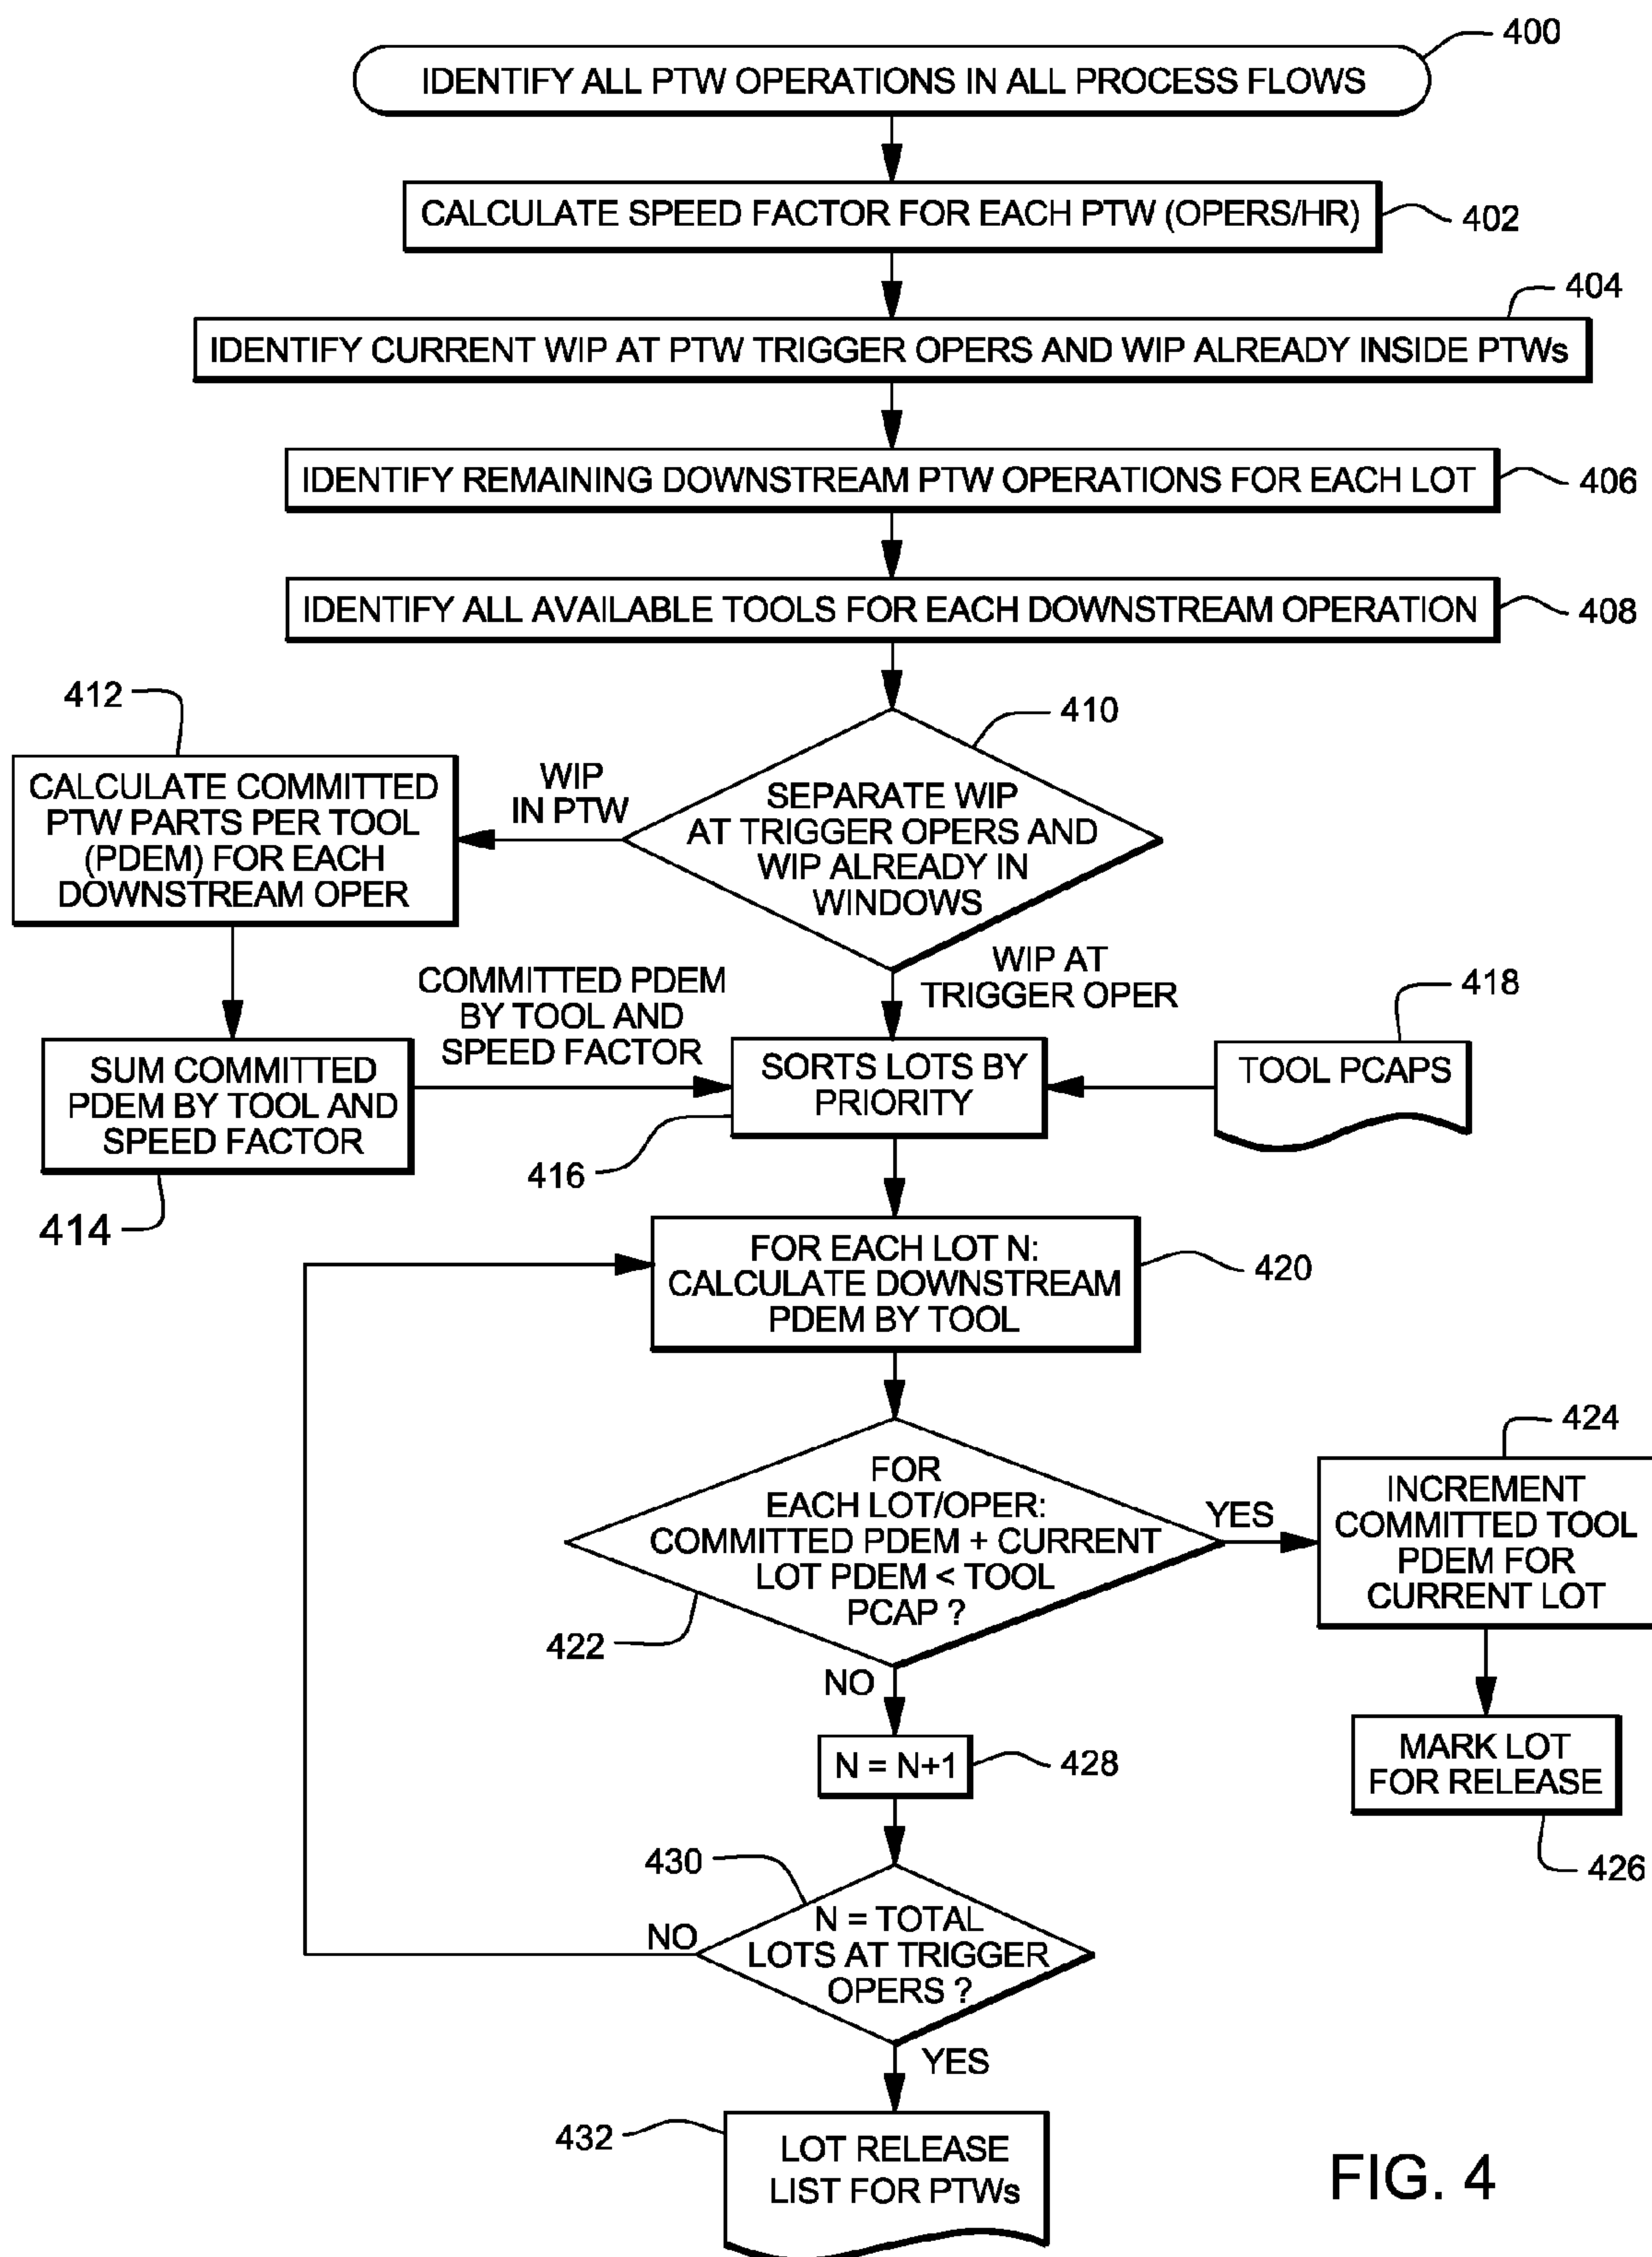 400
IDENTIFY ALL PTW OPERATIONS IN ALL PROCESS FLOWS
CALCULATE SPEED FACTOR FOR EACH PTW (OPERS/HR)
402
404
IDENTIFY CURRENT WIP AT PTW TRIGGER OPERS AND WIP ALREADY INSIDE PTWs
IDENTIFY REMAINING DOWNSTREAM PTW OPERATIONS FOR EACH LOT
406
IDENTIFY ALL AVAILABLE TOOLS FOR EACH DOWNSTREAM OPERATION
408
410
SEPARATE WIP
AT TRIGGER OPERS AND
WIP ALREADY IN
WINDOWS
WIP
IN PTW
412
CALCULATE COMMITTED
PTW PARTS PER TOOL
(PDEM) FOR EACH
DOWNSTREAM OPER
WIP AT
TRIGGER OPER
COMMITTED PDEM
BY TOOL AND
SPEED FACTOR
SUM COMMITTED
PDEM BY TOOL AND
SPEED FACTOR
414
SORTS LOTS BY
PRIORITY
416
418
TOOL PCAPS
FOR EACH LOT N:
CALCULATE DOWNSTREAM
PDEM BY TOOL
420
FOR
EACH LOT/OPER:
COMMITTED PDEM + CURRENT
LOT PDEM < TOOL
PCAP ?
422
YES
424
INCREMENT
COMMITTED TOOL
PDEM FOR
CURRENT LOT
MARK LOT
FOR RELEASE
426
NO
N = N+1
428
430
N = TOTAL
LOTS AT TRIGGER
OPERS ?
NO
YES
432
LOT RELEASE
LIST FOR PTWs
FIG. 4